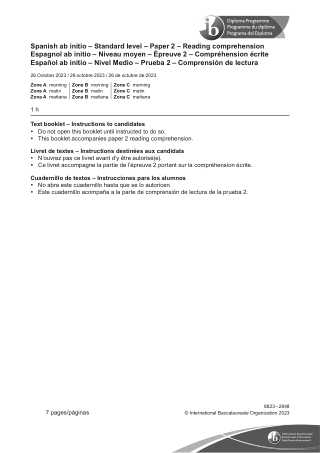 Diploma Programme
Programme du diplôme
Programa del Diploma
Spanish ab initio – Standard level – Paper 2 – Reading comprehension
Espagnol ab initio – Niveau moyen – Épreuve 2 – Compréhension écrite
Español ab initio – Nivel Medio – Prueba 2 – Comprensión de lectura
26 October 2023 / 26 octobre 2023 / 26 de octubre de 2023
Zone A morning | Zone B morning | Zone C morning
Zone A matin | Zone B matin | Zone C matin
Zona A mañana | Zona B mañana | Zona C mañana
1 h
Text booklet – Instructions to candidates
• Do not open this booklet until instructed to do so.
• This booklet accompanies paper 2 reading comprehension.
Livret de textes – Instructions destinées aux candidats
• N'ouvrez pas ce livret avant d'y être autorisé(e).
• Ce livret accompagne la partie de l'épreuve 2 portant sur la compréhension écrite.
Cuadernillo de textos – Instrucciones para los alumnos
• No abra este cuadernillo hasta que se lo autoricen.
• Este cuadernillo acompaña a la parte de comprensión de lectura de la prueba 2.
7 pages/páginas
© International Baccalaureate Organization 2023